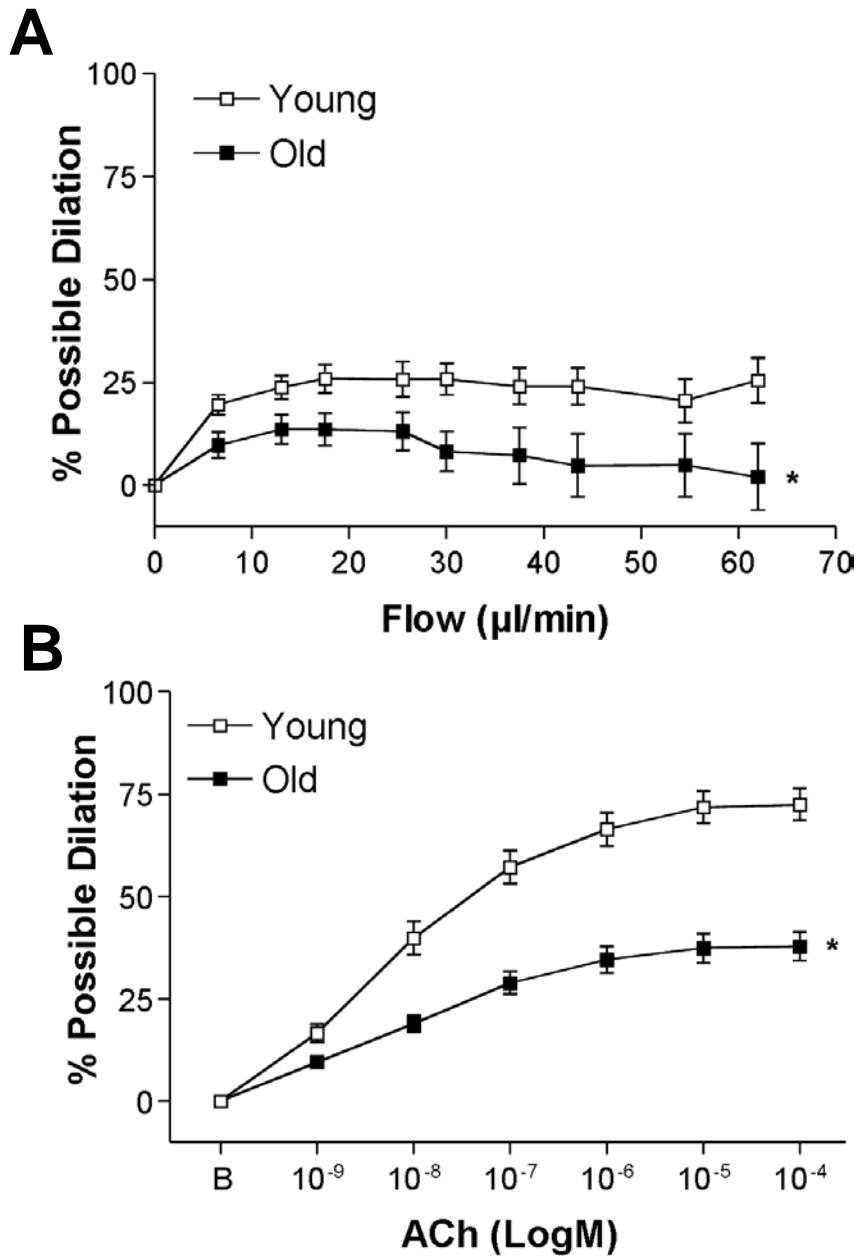 A
100
75
50
25
0
% Possible Dilation
Young
Old
*
0 10 20 30 40 50 60 70
Flow (µl/min)
B
100
75
50
25
0
% Possible Dilation
Young
Old
*
B 10⁻⁹ 10⁻⁸ 10⁻⁷ 10⁻⁶ 10⁻⁵ 10⁻⁴
ACh (LogM)